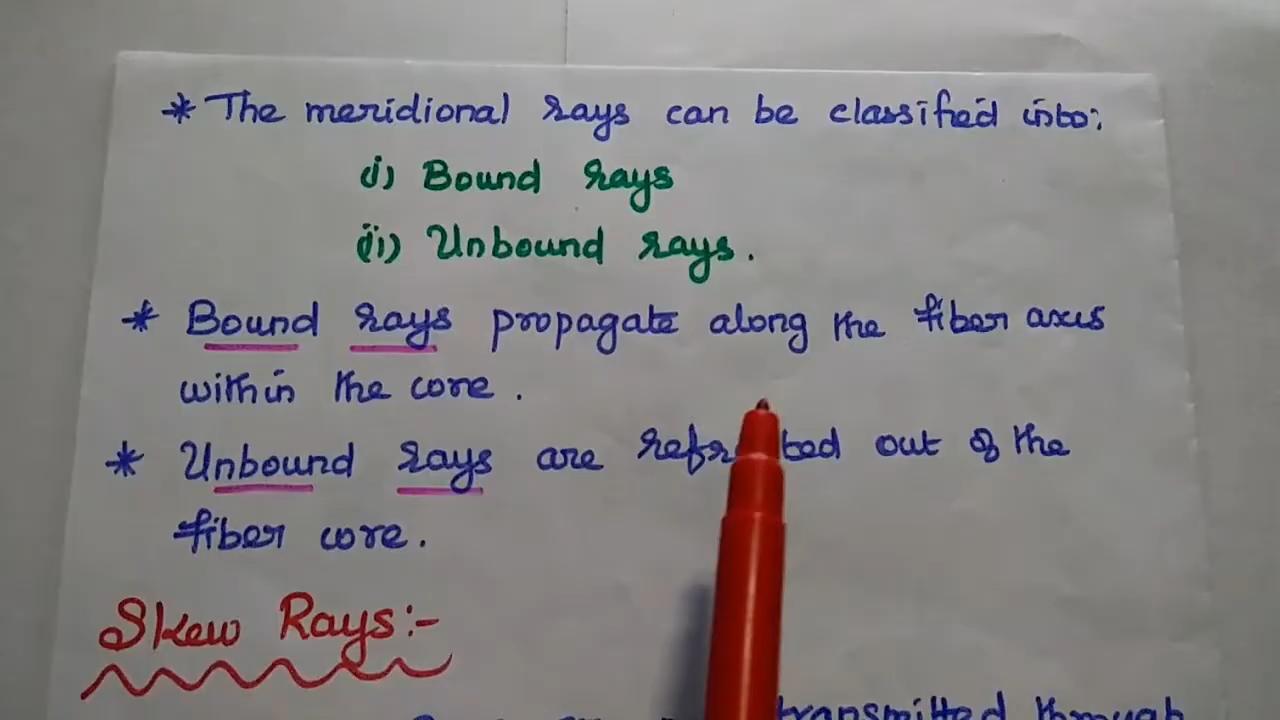 * The meridional rays can be classified into:
(i) Bound rays
(ii) Unbound rays.
* Bound rays propagate along the fiber axis
within the core.
* Unbound rays are out of the
fiber core.
Skew Rays:-
transmitted through